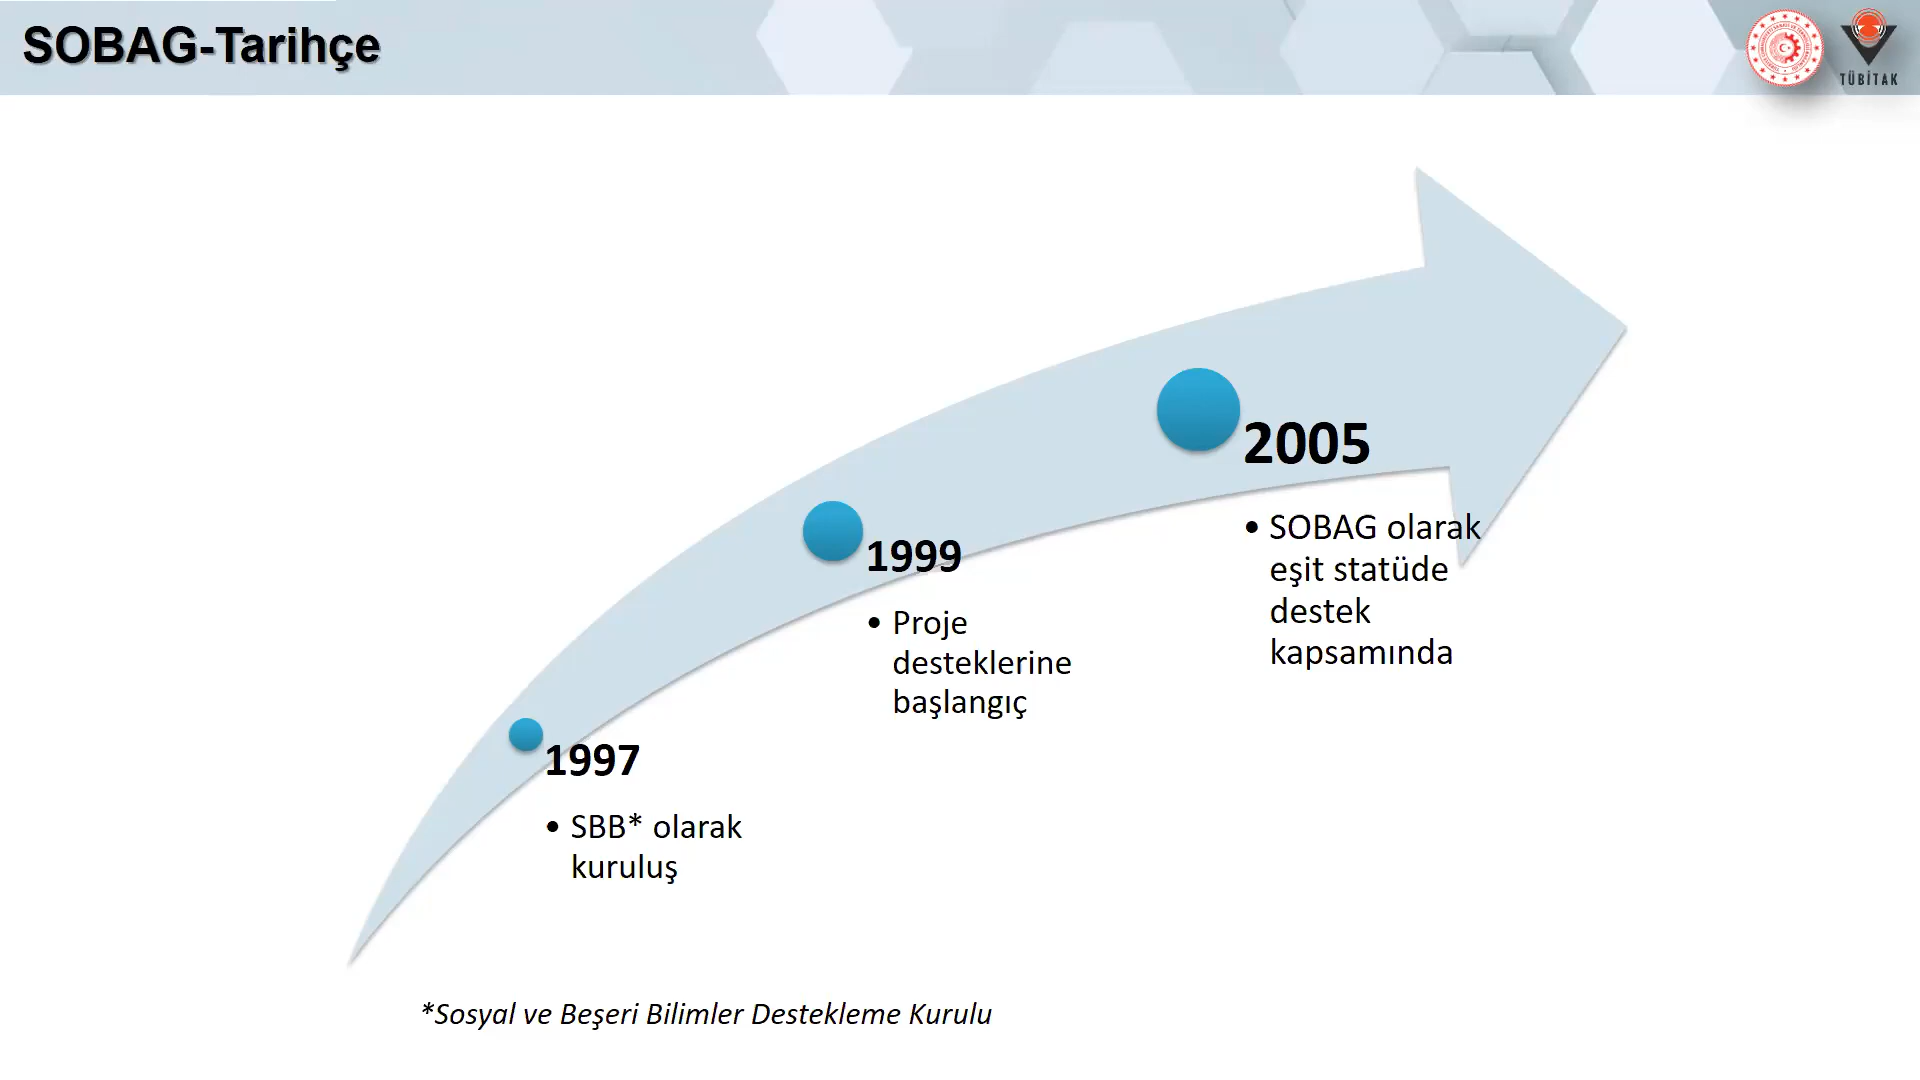 SOBAG-Tarihçe
TÜBİTAK
2005
• SOBAG olarak
eşit statüde
destek
kapsamında
1999
• Proje
desteklerine
başlangıç
1997
• SBB* olarak
kuruluş
*Sosyal ve Beşeri Bilimler Destekleme Kurulu